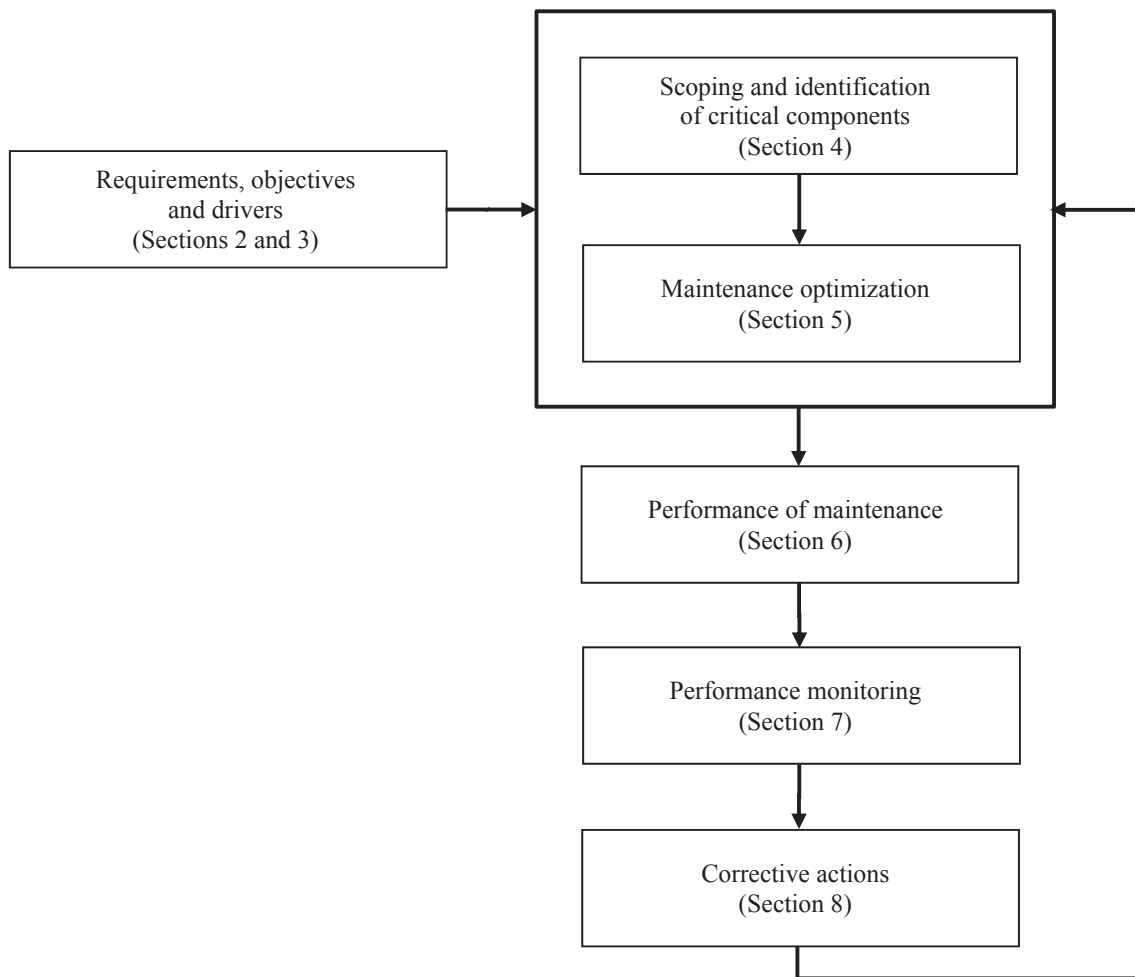 Scoping and identification
of critical components
(Section 4)
Requirements, objectives
and drivers
(Sections 2 and 3)
Maintenance optimization
(Section 5)
Performance of maintenance
(Section 6)
Performance monitoring
(Section 7)
Corrective actions
(Section 8)